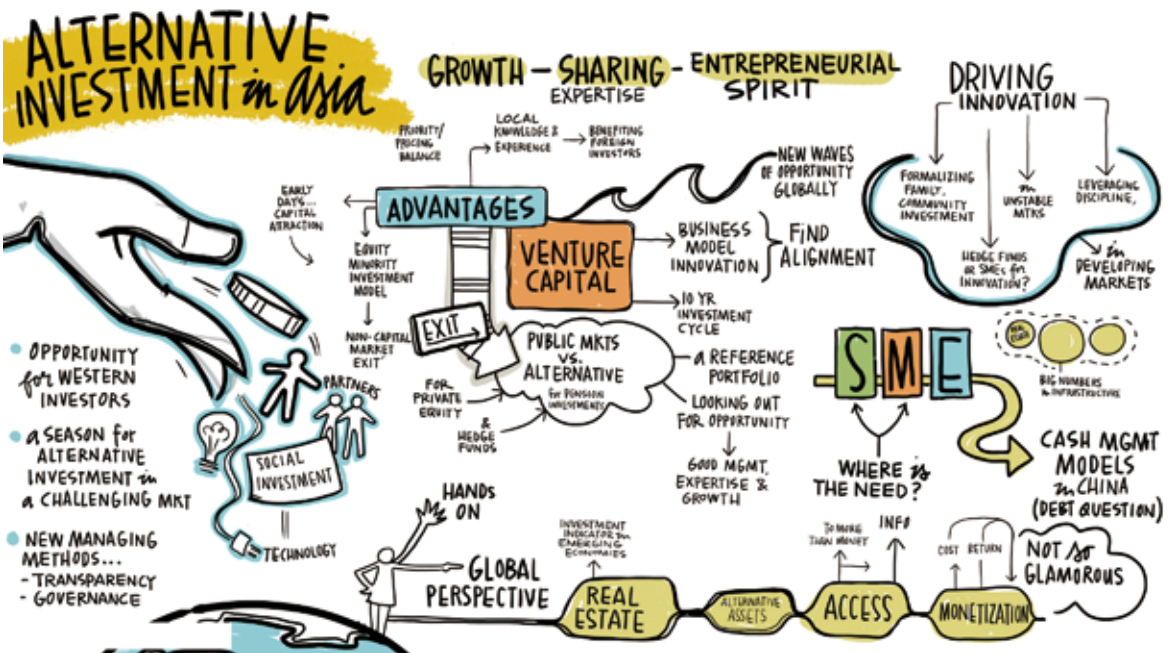 ALTERNATIVE
INVESTMENT in asia
GROWTH - SHARING - ENTREPRENEURIAL
EXPERTISE
SPIRIT
PRIORITY/
PRICING
BALANCE
LOCAL
KNOWLEDGE &
EXPERIENCE
BENEFITING
FOREIGN
INVESTORS
EARLY
DAYS...
CAPITAL
ATTRACTION
ADVANTAGES
EQUITY
MINORITY
INVESTMENT
MODEL
NON-CAPITAL
MARKET
EXIT
VENTURE
CAPITAL
NEW WAVES
OF OPPORTUNITY
GLOBALLY
BUSINESS
MODEL
INNOVATION
FIND
ALIGNMENT
10 YR
INVESTMENT
CYCLE
EXIT
PUBLIC MKTS
VS.
ALTERNATIVE
for PENSION
INVESTMENTS
FOR
PRIVATE
EQUITY
&
HEDGE
FUNDS
a REFERENCE
PORTFOLIO
LOOKING OUT
FOR OPPORTUNITY
GOOD MGMT,
EXPERTISE &
GROWTH
DRIVING
INNOVATION
FORMALIZING
FAMILY,
COMMUNITY
INVESTMENT
HEDGE FUNDS
OR SMEs for
INNOVATION?
in
UNSTABLE
MTKS
LEVERAGING
DISCIPLINE,
in
DEVELOPING
MARKETS
SME
WHERE is
THE NEED?
REAL
ESTATE
BIG NUMBERS
in INFRASTRUCTURE
CASH MGMT
MODELS
in CHINA
(DEBT QUESTION)
OPPORTUNITY
for WESTERN
INVESTORS
a SEASON for
ALTERNATIVE
INVESTMENT in
a CHALLENGING MKT
NEW MANAGING
METHODS...
- TRANSPARENCY
- GOVERNANCE
PARTNERS
SOCIAL
INVESTMENT
TECHNOLOGY
HANDS
ON
GLOBAL
PERSPECTIVE
INVESTMENT
INDICATOR in
EMERGING
ECONOMIES
REAL
ESTATE
ALTERNATIVE
ASSETS
TO MORE
THAN MONEY
INFO
ACCESS
COST RETURN
MONETIZATION
NOT so
GLAMOROUS